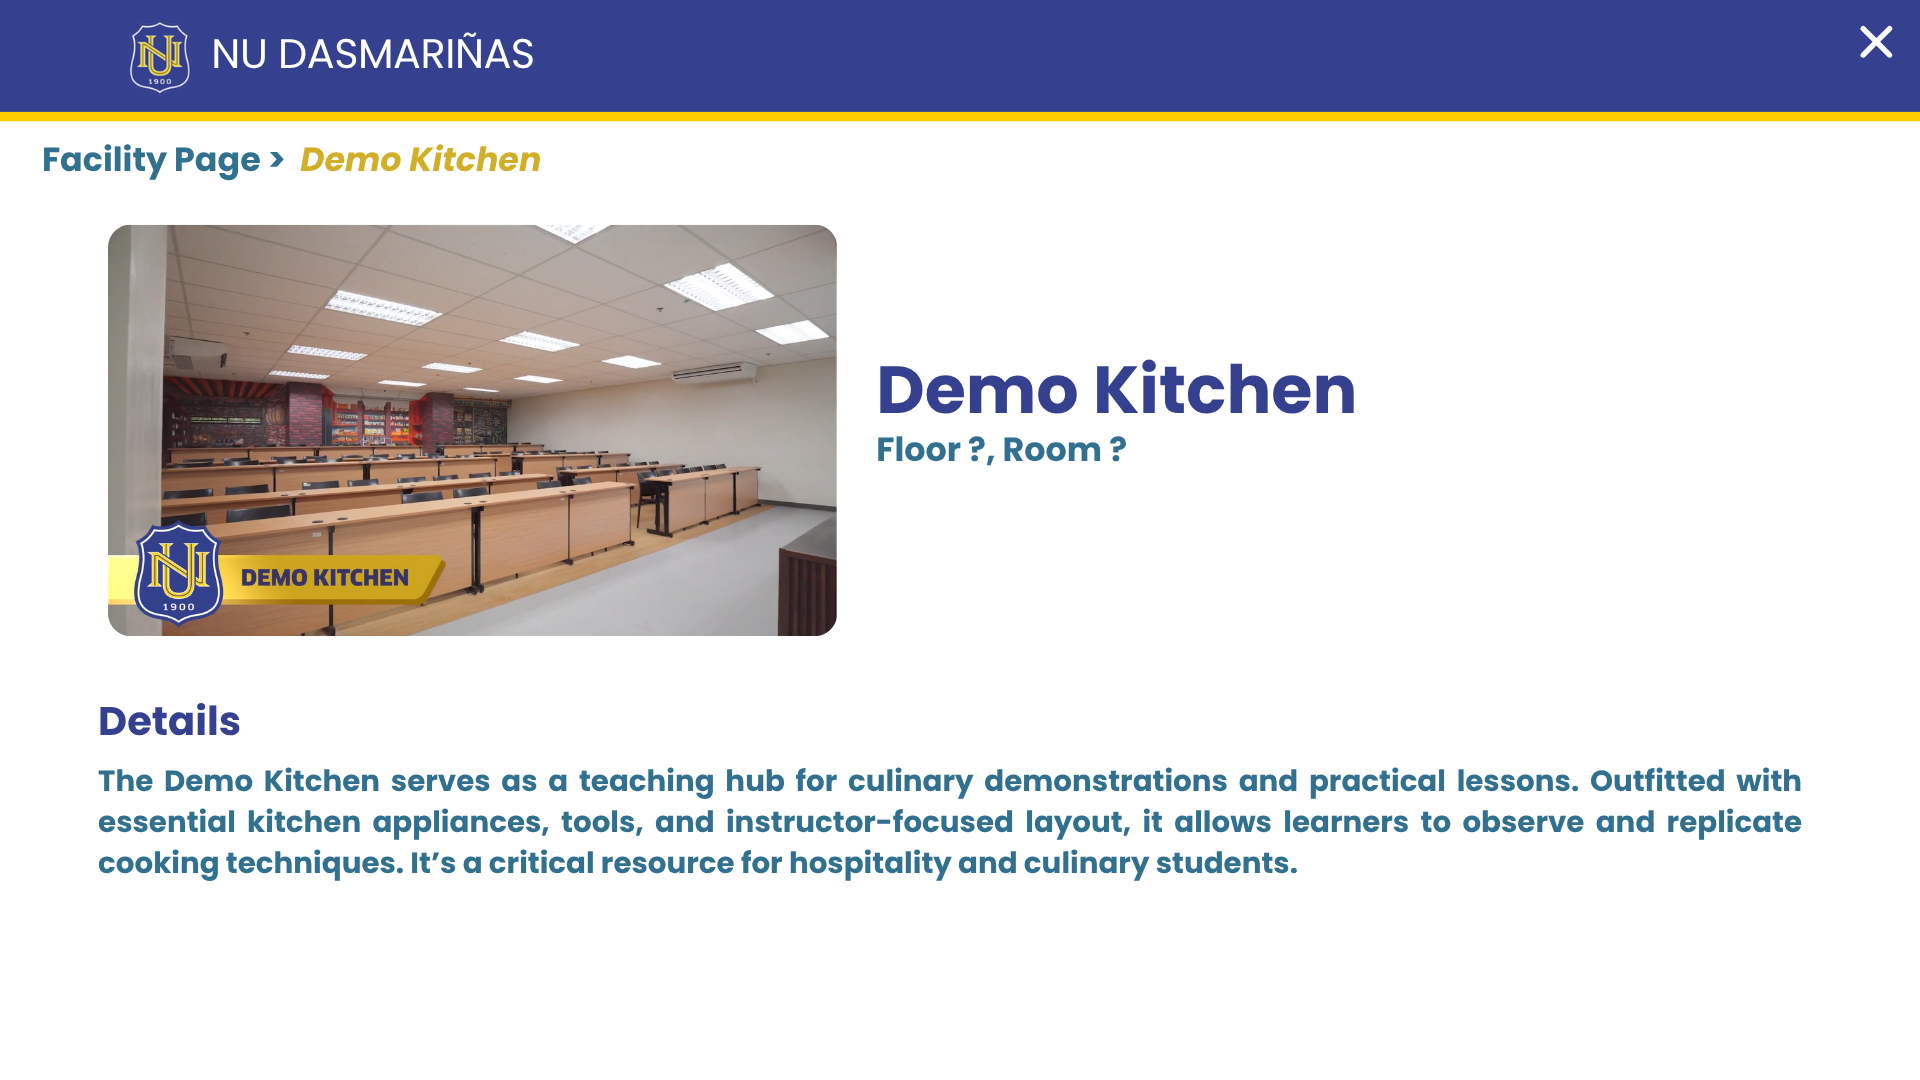 NU
1900
NU DASMARIÑAS
Facility Page > Demo Kitchen
NU
1900
DEMO KITCHEN
Demo Kitchen
Floor ?, Room ?
Details
The Demo Kitchen serves as a teaching hub for culinary demonstrations and practical lessons. Outfitted with
essential kitchen appliances, tools, and instructor-focused layout, it allows learners to observe and replicate
cooking techniques. It’s a critical resource for hospitality and culinary students.